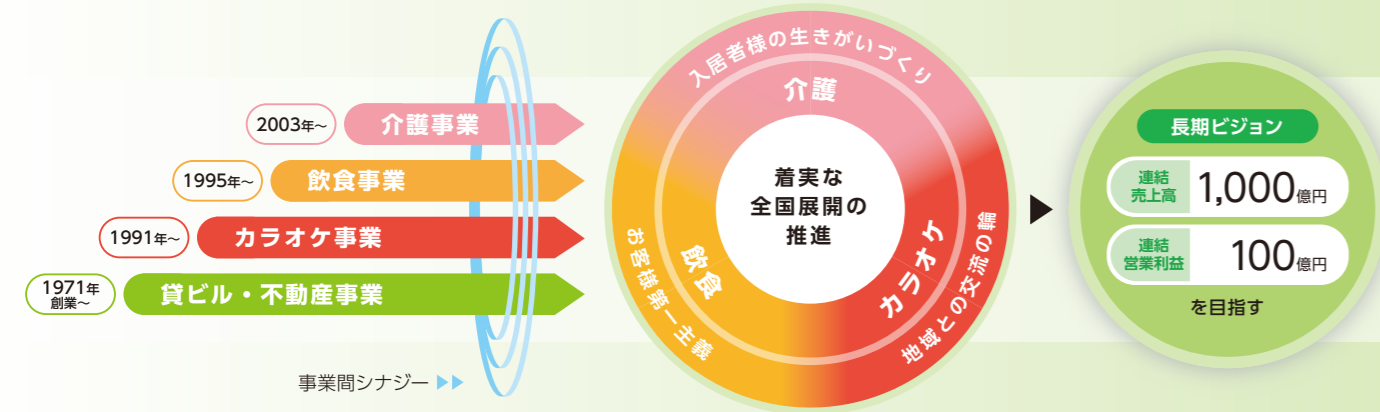 2003年~
介護事業
1995年~
飲食事業
1991年~
カラオケ事業
1971年
創業~
貸ビル・不動産事業
事業間シナジー
入居者様の生きがいづくり
介護
着実な
全国展開の
推進
飲食
お客様第一主義
カラオケ
地域との交流の輪
長期ビジョン
連結
売上高
1,000億円
連結
営業利益
100億円
を目指す